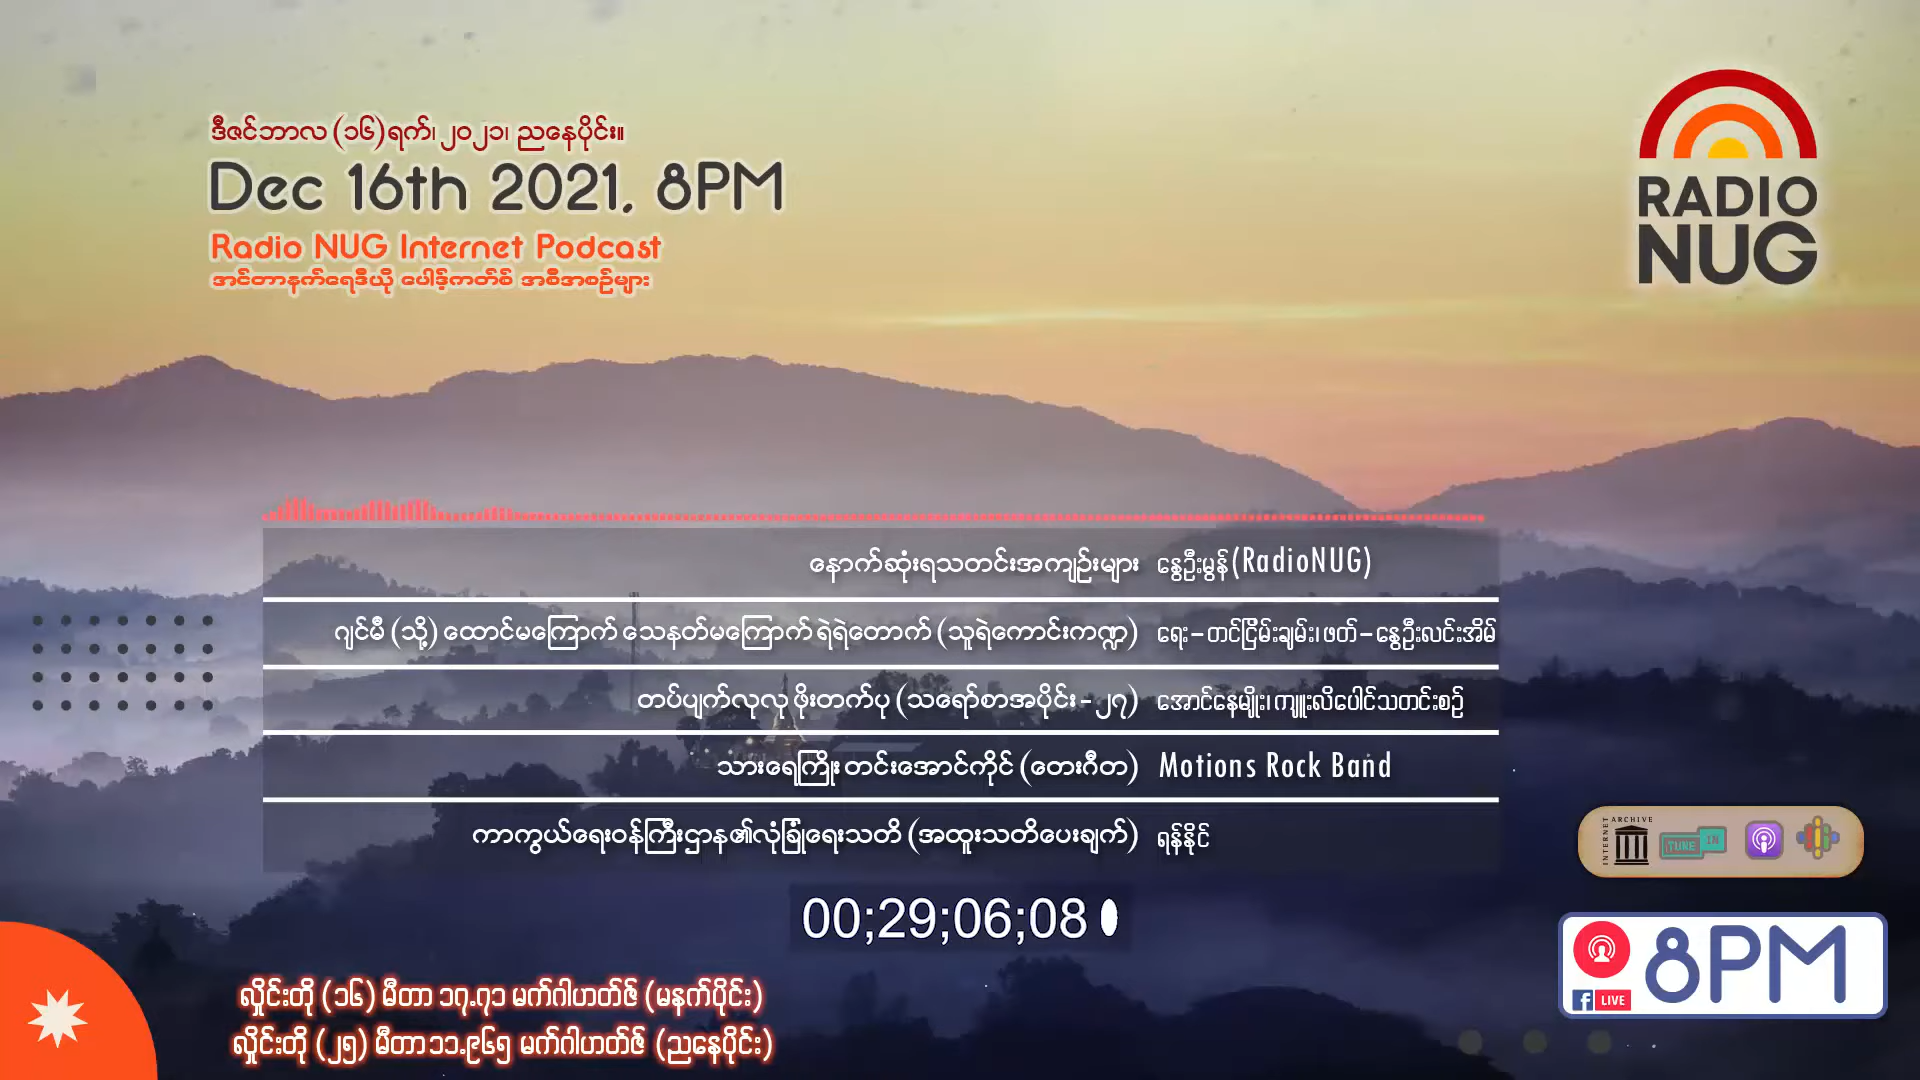 ဒီဇင်ဘာလ (၁၆) ရက်၊ ၂၀၂၁၊ ညနေပိုင်း။
Dec 16th 2021, 8PM
Radio NUG Internet Podcast
အင်တာနက်ရေဒီယို ပေါ့ဒ်ကတ်စ် အစီအစဉ်များ
RADIO
NUG
နောက်ဆုံးရသတင်းအကျဉ်းများ နွေဦးမွန်(RadioNUG)
ဂျင်မီ (သို့) ထောင်မကြောက် သေနတ်မကြောက် ရဲရဲတောက် (သူရဲကောင်းကဏ္ဍ) ရေး – တင်ငြိမ်းချမ်း၊ ဖတ် – နွေဦးလင်းအိမ်
တပ်ပျက်လုလု ဖိုးတက်ပု (သရော်စာအပိုင်း - ၂၇) အောင်နေမျိုး၊ ကျူးလိပေါင်သတင်းစဉ်
သားရေကြိုး တင်းအောင်ကိုင် (တေးဂီတ) Motions Rock Band
ကာကွယ်ရေးဝန်ကြီးဌာန၏လုံခြုံရေးသတိ (အထူးသတိပေးချက်) ရန်နိုင်
00;29;06;08
INTERNET ARCHIVE
TUNE IN
8PM
LIVE
လှိုင်းတို (၁၆) မီတာ ၁၇.၇၁ မက်ဂါဟတ်ဇ် (မနက်ပိုင်း)
လှိုင်းတို (၂၅) မီတာ ၁၁.၉၆၅ မက်ဂါဟတ်ဇ် (ညနေပိုင်း)